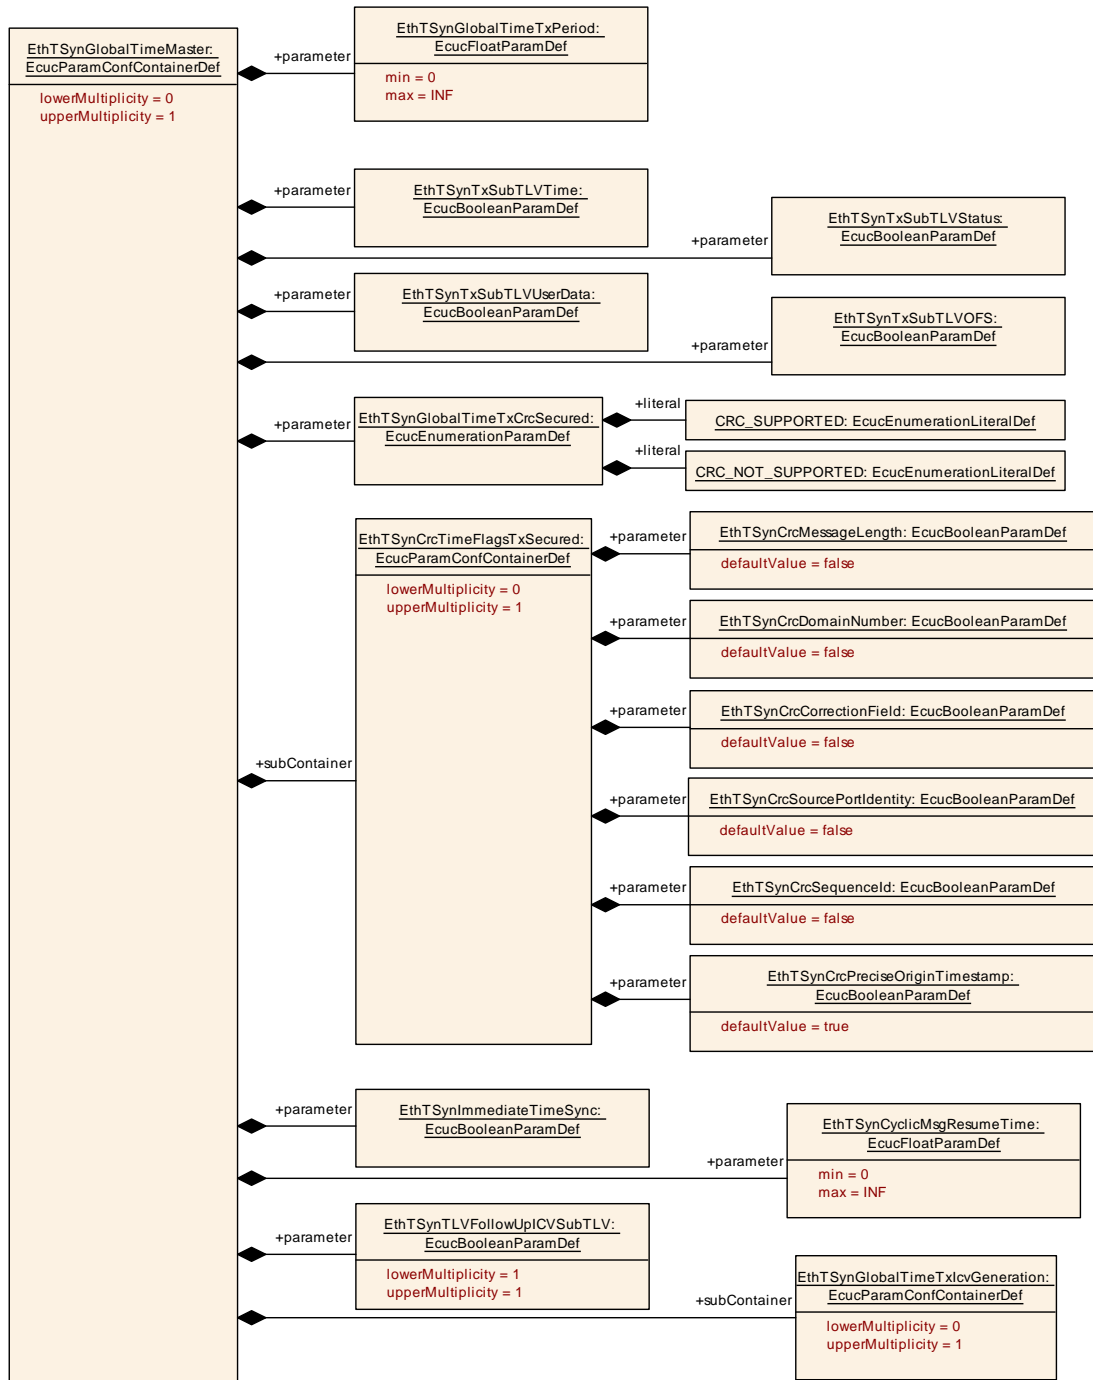 EthTSynGlobalTimeMaster:
EcucParamConfContainerDef
lowerMultiplicity = 0
upperMultiplicity = 1
+parameter
EthTSynGlobalTimeTxPeriod:
EcucFloatParamDef
min = 0
max = INF
+parameter
EthTSynTxSubTLVTime:
EcucBooleanParamDef
+parameter
EthTSynTxSubTLVStatus:
EcucBooleanParamDef
+parameter
EthTSynTxSubTLVUserData:
EcucBooleanParamDef
+parameter
EthTSynTxSubTLVOFS:
EcucBooleanParamDef
+parameter
EthTSynGlobalTimeTxCrcSecured:
EcucEnumerationParamDef
+literal
CRC_SUPPORTED: EcucEnumerationLiteralDef
+literal
CRC_NOT_SUPPORTED: EcucEnumerationLiteralDef
+subContainer
EthTSynCrcTimeFlagsTxSecured:
EcucParamConfContainerDef
lowerMultiplicity = 0
upperMultiplicity = 1
+parameter
EthTSynCrcMessageLength: EcucBooleanParamDef
defaultValue = false
+parameter
EthTSynCrcDomainNumber: EcucBooleanParamDef
defaultValue = false
+parameter
EthTSynCrcCorrectionField: EcucBooleanParamDef
defaultValue = false
+parameter
EthTSynCrcSourcePortIdentity: EcucBooleanParamDef
defaultValue = false
+parameter
EthTSynCrcSequenceId: EcucBooleanParamDef
defaultValue = false
+parameter
EthTSynCrcPreciseOriginTimestamp:
EcucBooleanParamDef
defaultValue = true
+parameter
EthTSynImmediateTimeSync:
EcucBooleanParamDef
+parameter
EthTSynCyclicMsgResumeTime:
EcucFloatParamDef
min = 0
max = INF
+parameter
EthTSynTLVFollowUpICVSubTLV:
EcucBooleanParamDef
lowerMultiplicity = 1
upperMultiplicity = 1
+subContainer
EthTSynGlobalTimeTxIcvGeneration:
EcucParamConfContainerDef
lowerMultiplicity = 0
upperMultiplicity = 1